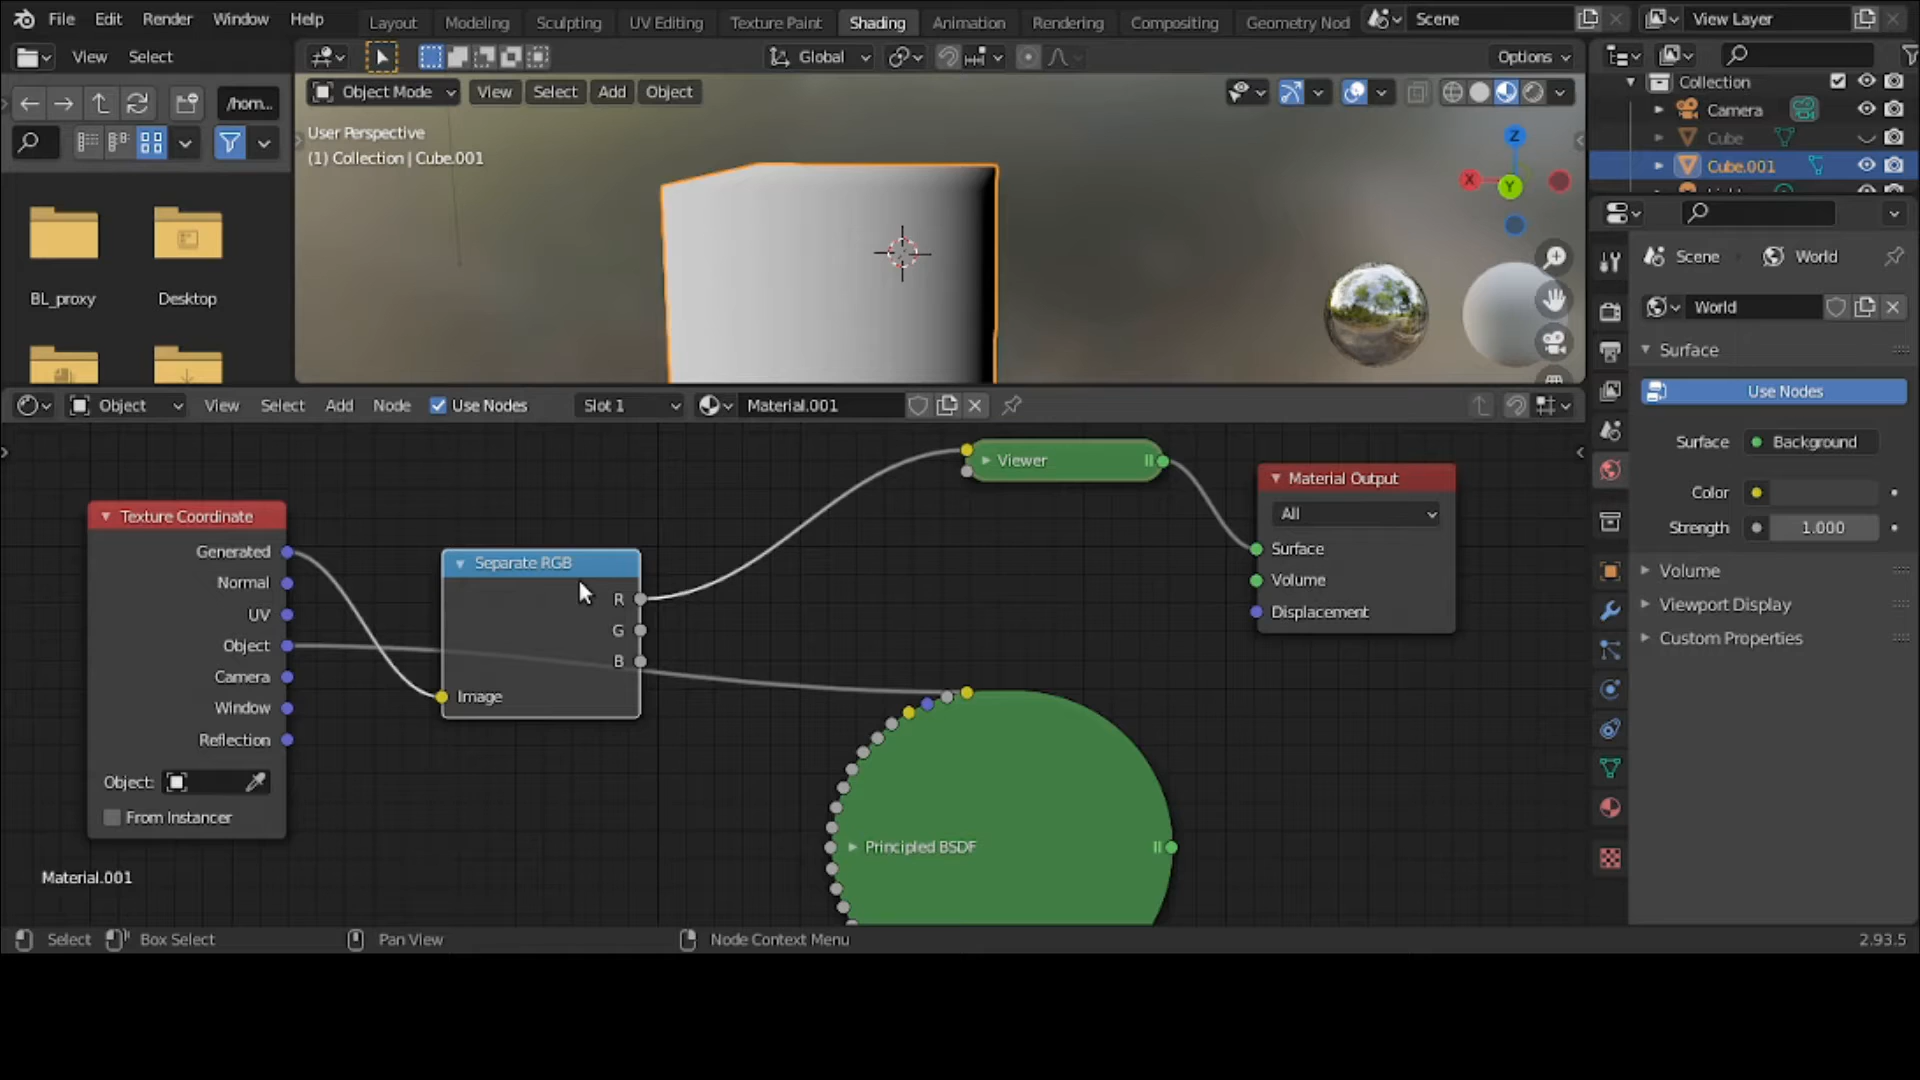 File Edit Render Window Help Layout Modeling Sculpting UV Editing Texture Paint Shading Animation Rendering Compositing Geometry Nod Scene View Layer
View Select Global Options
/hom... Object Mode View Select Add Object
User Perspective
(1) Collection | Cube.001
Z
X
Y
BL_proxy Desktop
Collection
Camera
Cube
Cube.001
Scene World
World
Surface
Use Nodes
Surface Background
Color
Strength 1.000
Volume
Viewport Display
Custom Properties
Object View Select Add Node Use Nodes Slot 1 Material.001
Viewer
Material Output
All
Surface
Volume
Displacement
Texture Coordinate
Generated
Normal
UV
Object
Camera
Window
Reflection
Object:
From Instancer
Separate RGB
R
G
B
Image
Principled BSDF
Material.001
Select Box Select Pan View Node Context Menu 2.93.5